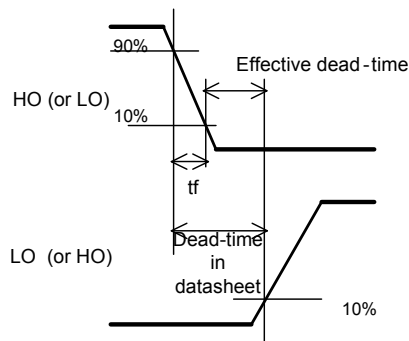 90%
Effective dead-time
HO (or LO)
10%
tf
Dead-time
in
datasheet
LO (or HO)
10%